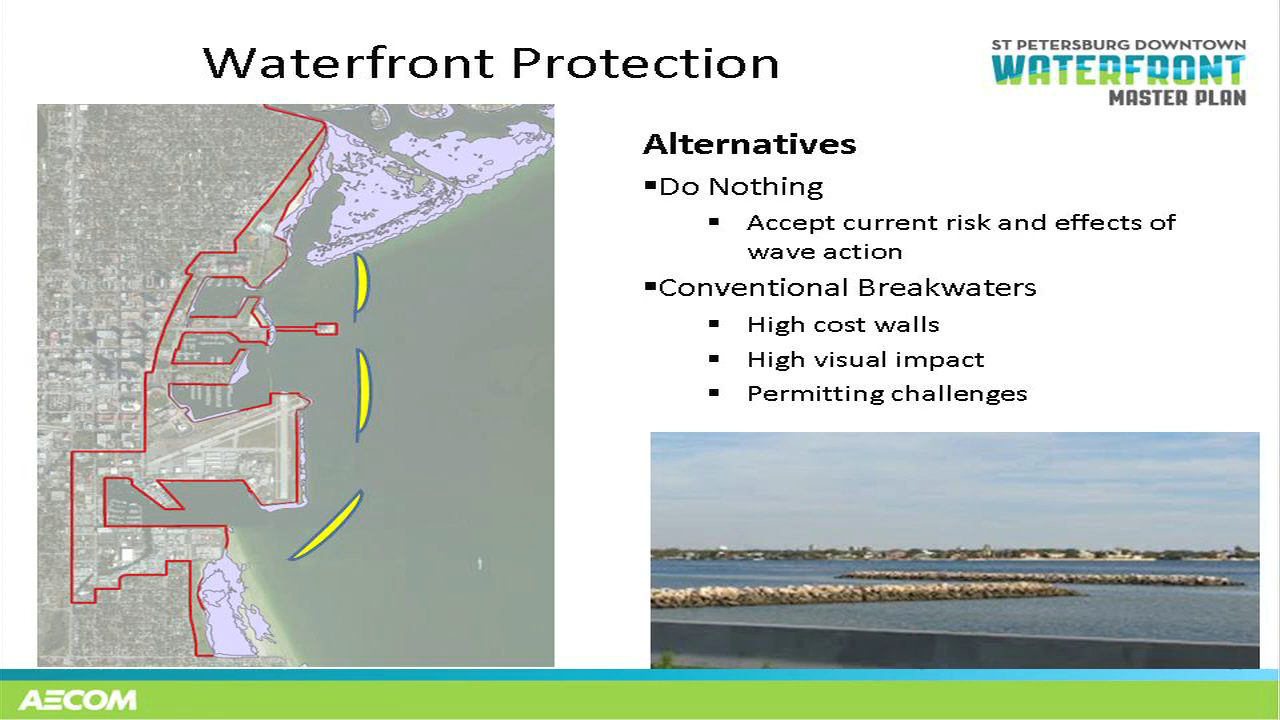 Waterfront Protection
ST PETERSBURG DOWNTOWN
WATERFRONT
MASTER PLAN
Alternatives
▪Do Nothing
▪ Accept current risk and effects of
wave action
▪Conventional Breakwaters
▪ High cost walls
▪ High visual impact
▪ Permitting challenges
AECOM